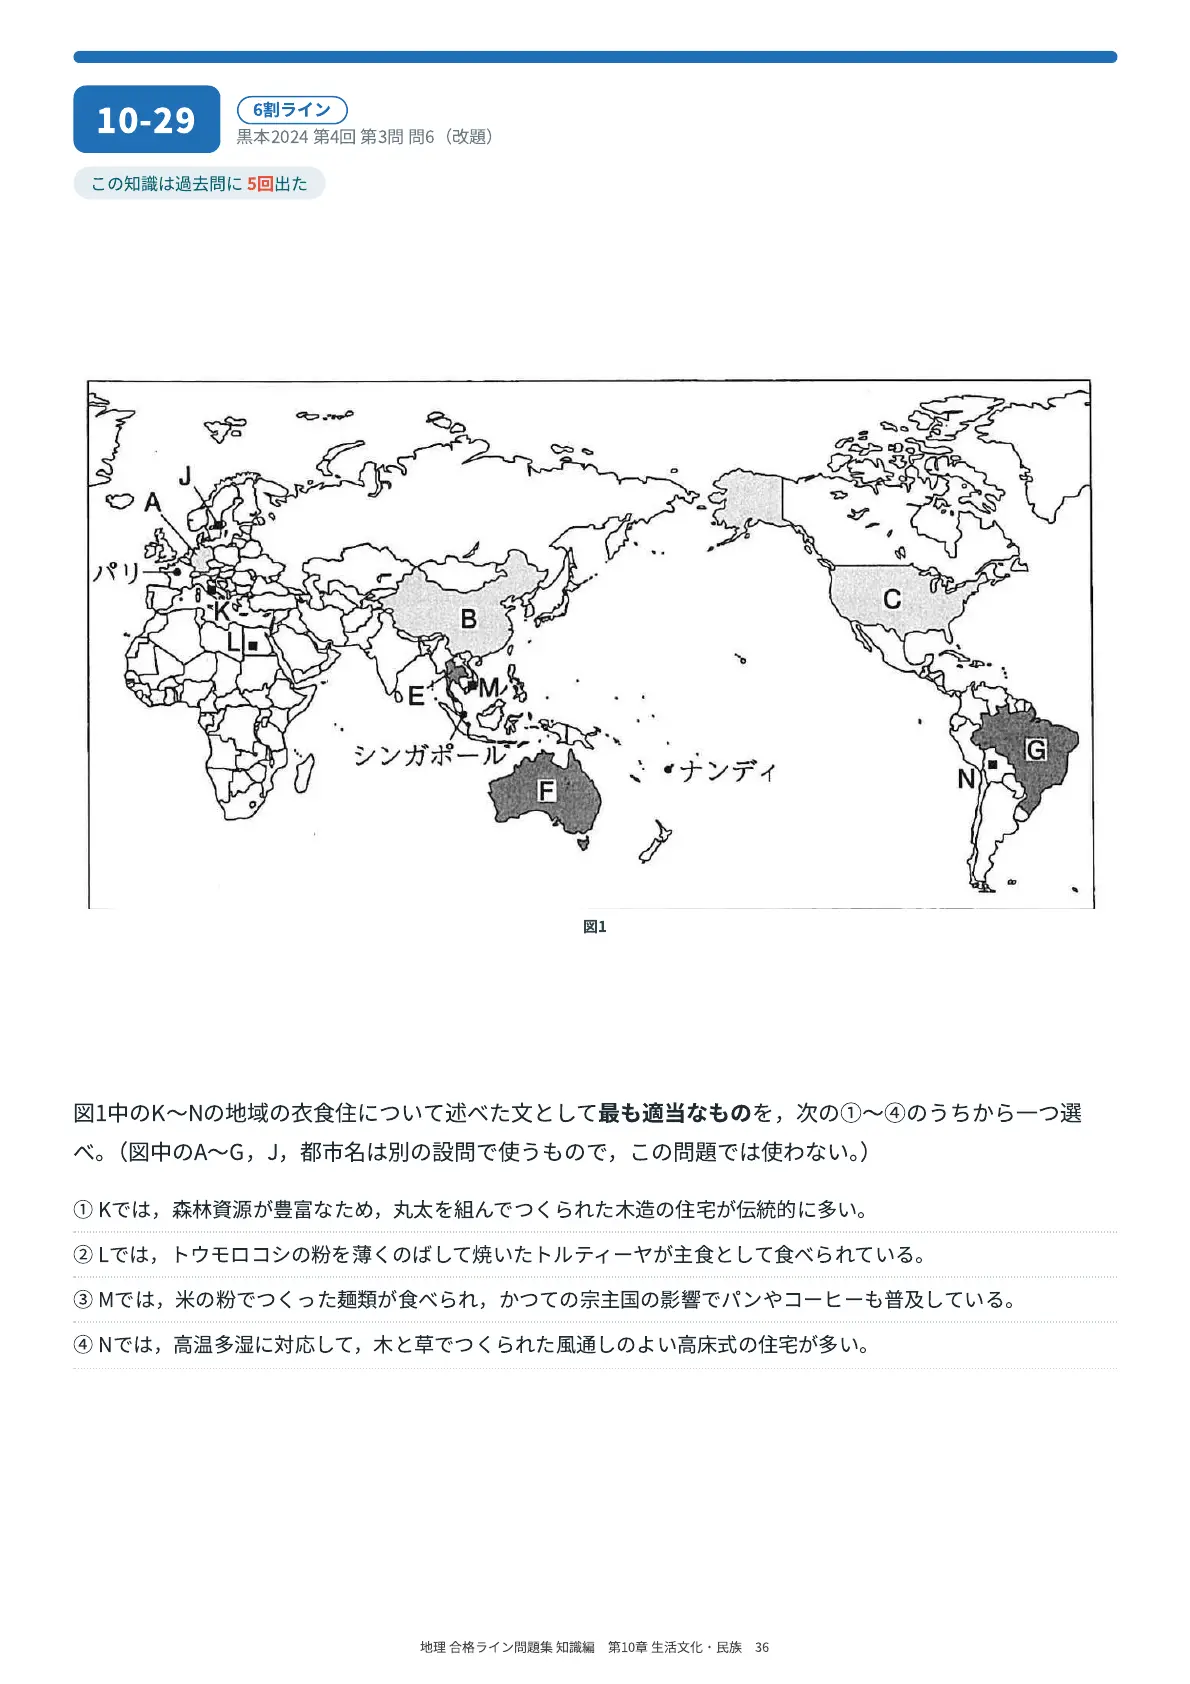 10-29
6割ライン
黒本2024 第4回 第3問 問6（改題）
この知識は過去問に 5回出た
J
A
パリ
K
L
B
C
E
M
シンガポール
F
ナンディ
G
N
図1
図1中のK〜Nの地域の衣食住について述べた文として最も適当なものを，次の①〜④のうちから一つ選
べ。（図中のA〜G，J，都市名は別の設問で使うもので，この問題では使わない。）
① Kでは，森林資源が豊富なため，丸太を組んでつくられた木造の住宅が伝統的に多い。
② Lでは，トウモロコシの粉を薄くのばして焼いたトルティーヤが主食として食べられている。
③ Mでは，米の粉でつくった麺類が食べられ，かつての宗主国の影響でパンやコーヒーも普及している。
④ Nでは，高温多湿に対応して，木と草でつくられた風通しのよい高床式の住宅が多い。
地理 合格ライン問題集 知識編　第10章 生活文化・民族　36